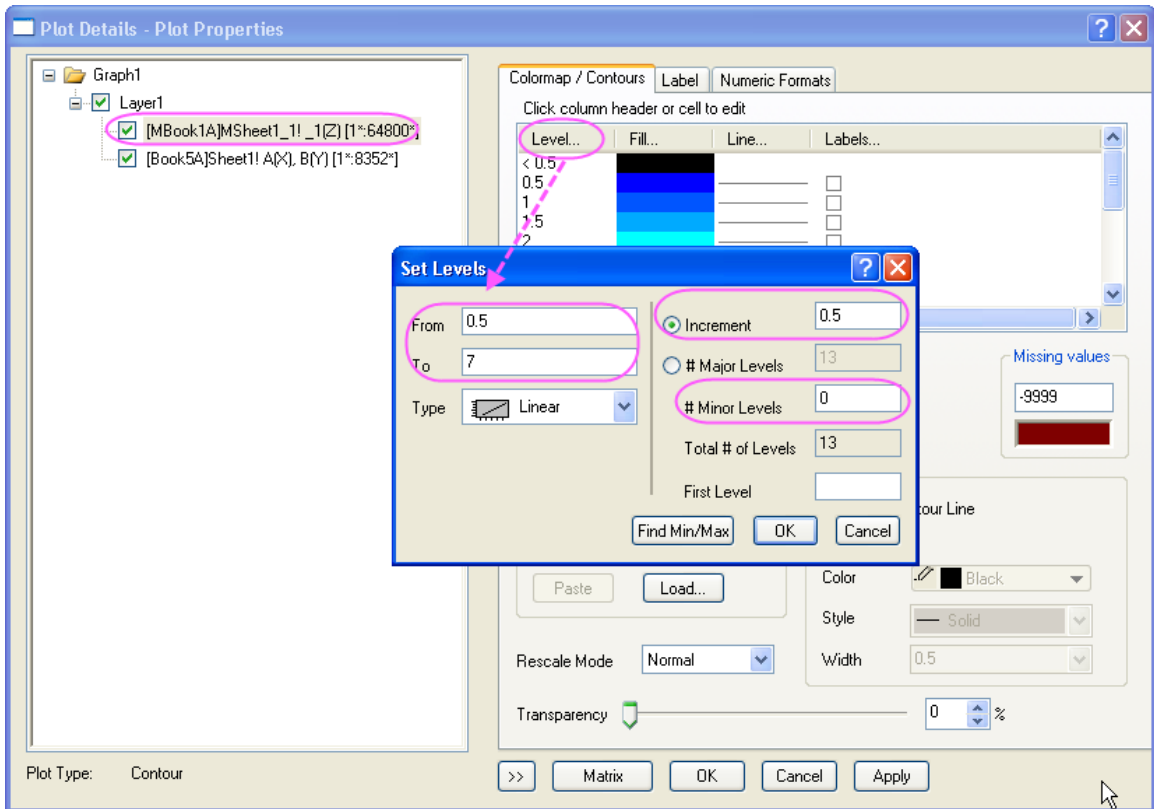 Plot Details - Plot Properties
Graph1
Layer1
[MBook1A]MSheet1_1! _1(Z) [1*:64800*]
[Book5A]Sheet1! A(X), B(Y) [1*:8352*]
Colormap / Contours Label Numeric Formats
Click column header or cell to edit
Level... Fill... Line... Labels...
< 0.5
0.5
1
1.5
2
Set Levels
From 0.5
To 7
Type Linear
Increment 0.5
# Major Levels 13
# Minor Levels 0
Total # of Levels 13
First Level
Find Min/Max OK Cancel
Missing values
-9999
tour Line
Paste Load...
Color Black
Style Solid
Width 0.5
Rescale Mode Normal
Transparency 0 %
Plot Type: Contour
>> Matrix OK Cancel Apply